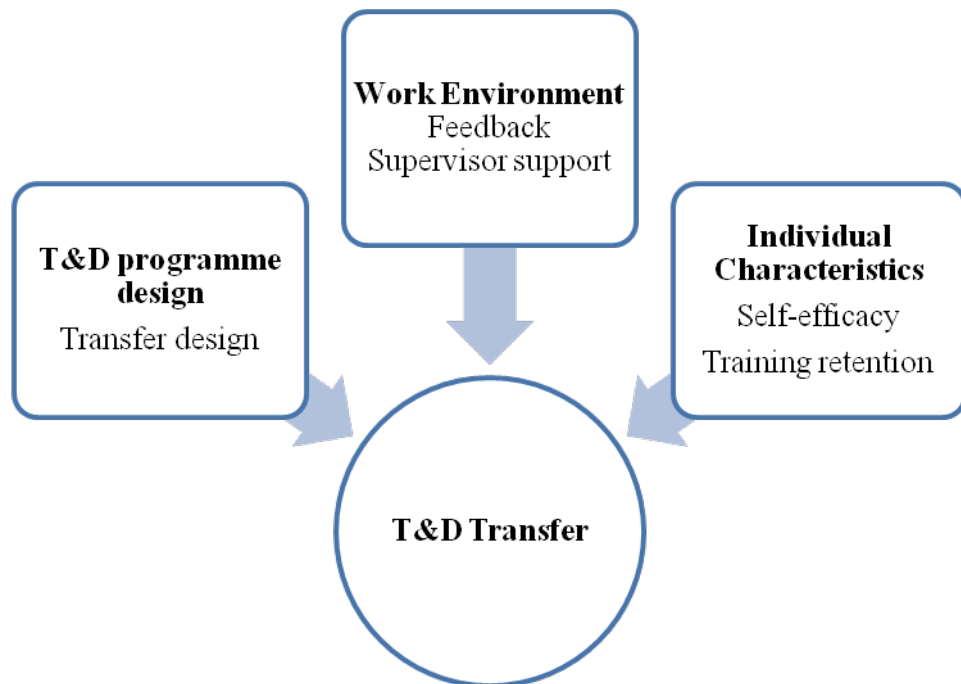 Work Environment
Feedback
Supervisor support
T&D programme
design
Transfer design
Individual
Characteristics
Self-efficacy
Training retention
T&D Transfer